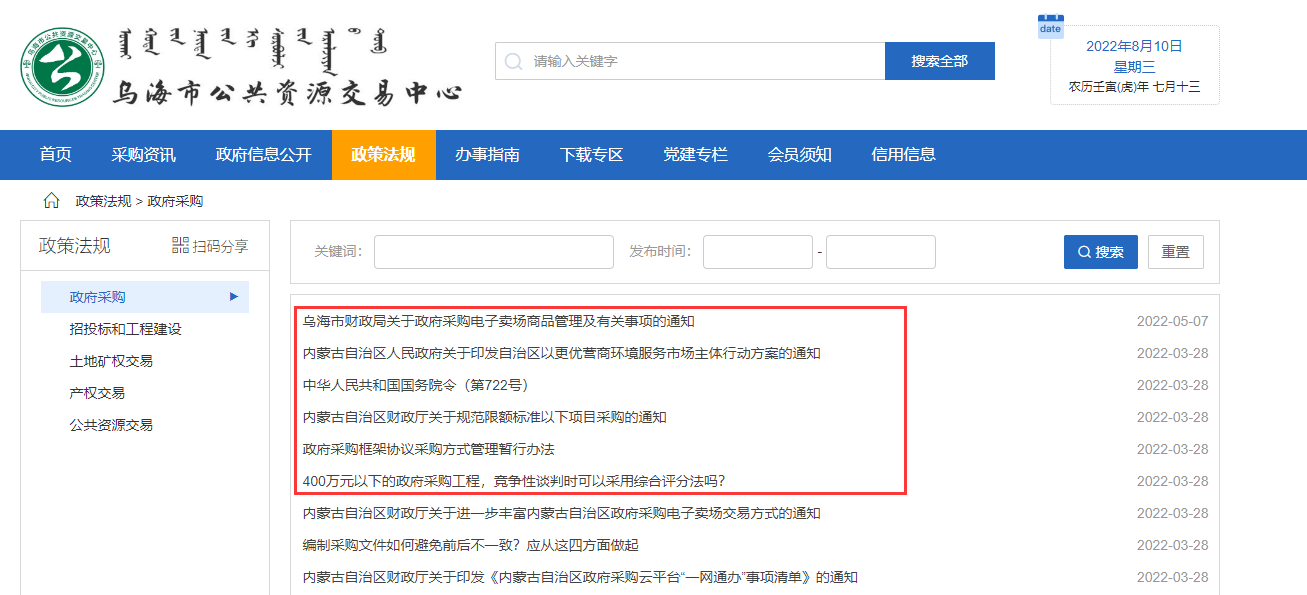 乌海市公共资源交易中心
请输入关键字
搜索全部
date
2022年8月10日
星期三
农历壬寅(虎)年 七月十三
首页 采购资讯 政府信息公开 政策法规 办事指南 下载专区 党建专栏 会员须知 信用信息
政策法规 > 政府采购
政策法规 扫码分享
政府采购
招投标和工程建设
土地矿权交易
产权交易
公共资源交易
关键词： 发布时间： - 搜索 重置
乌海市财政局关于政府采购电子卖场商品管理及有关事项的通知 2022-05-07
内蒙古自治区人民政府关于印发自治区以更优营商环境服务市场主体行动方案的通知 2022-03-28
中华人民共和国国务院令（第722号） 2022-03-28
内蒙古自治区财政厅关于规范限额标准以下项目采购的通知 2022-03-28
政府采购框架协议采购方式管理暂行办法 2022-03-28
400万元以下的政府采购工程，竞争性谈判时可以采用综合评分法吗？ 2022-03-28
内蒙古自治区财政厅关于进一步丰富内蒙古自治区政府采购电子卖场交易方式的通知 2022-03-28
编制采购文件如何避免前后不一致？应从这四方面做起 2022-03-28
内蒙古自治区财政厅关于印发《内蒙古自治区政府采购云平台“一网通办”事项清单》的通知 2022-03-28